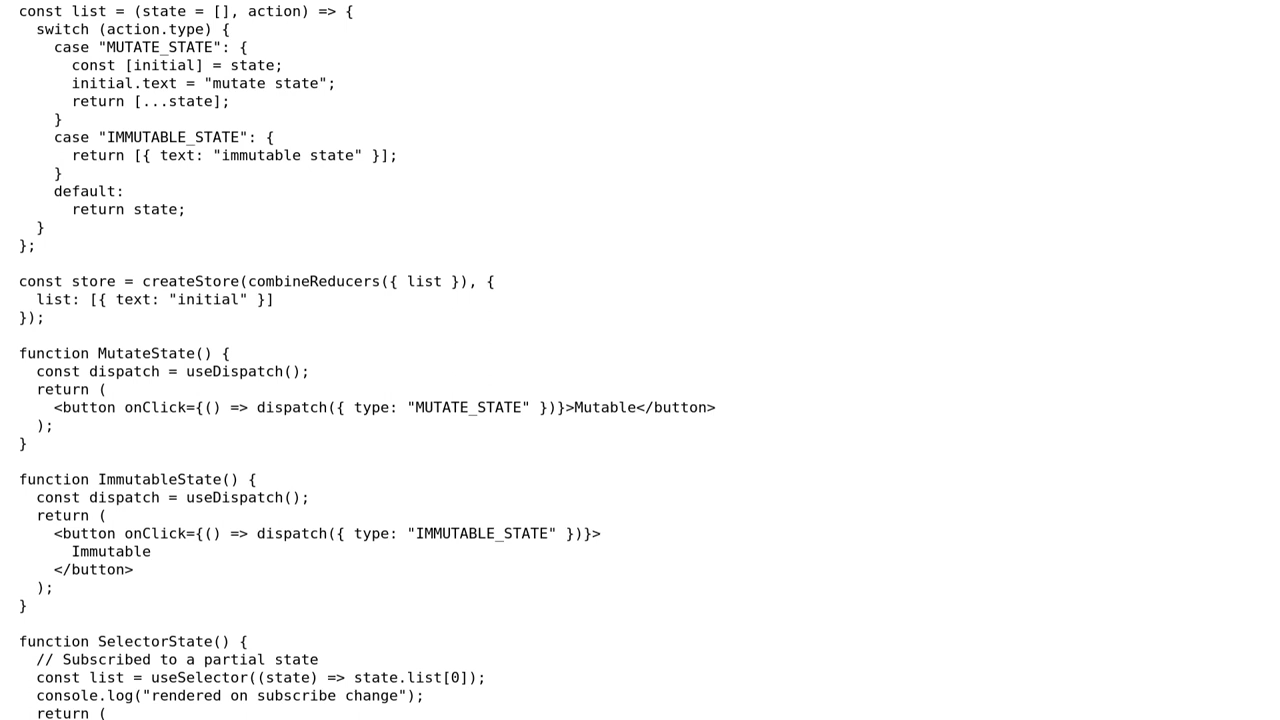 const list = (state = [], action) => {
  switch (action.type) {
    case "MUTATE_STATE": {
      const [initial] = state;
      initial.text = "mutate state";
      return [...state];
    }
    case "IMMUTABLE_STATE": {
      return [{ text: "immutable state" }];
    }
    default:
      return state;
  }
};

const store = createStore(combineReducers({ list }), {
  list: [{ text: "initial" }]
});

function MutateState() {
  const dispatch = useDispatch();
  return (
    <button onClick={() => dispatch({ type: "MUTATE_STATE" })}>Mutable</button>
  );
}

function ImmutableState() {
  const dispatch = useDispatch();
  return (
    <button onClick={() => dispatch({ type: "IMMUTABLE_STATE" })}>
      Immutable
    </button>
  );
}

function SelectorState() {
  // Subscribed to a partial state
  const list = useSelector((state) => state.list[0]);
  console.log("rendered on subscribe change");
  return (